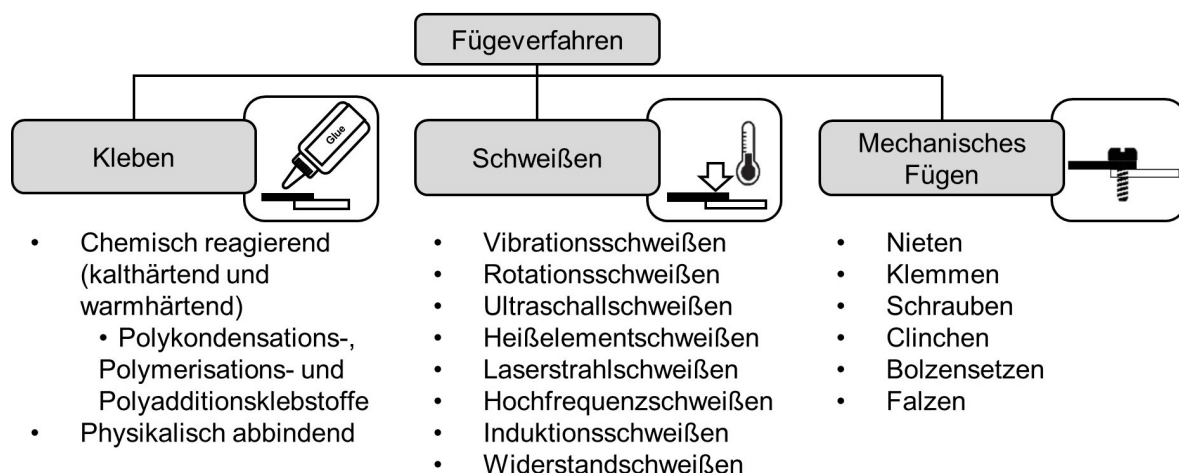 Fügeverfahren
Kleben
Glue
• Chemisch reagierend
(kalthärtend und
warmhärtend)
• Polykondensations-,
Polymerisations- und
Polyadditionsklebstoffe
• Physikalisch abbindend
Schweißen
• Vibrationsschweißen
• Rotationsschweißen
• Ultraschallschweißen
• Heißelementschweißen
• Laserstrahlschweißen
• Hochfrequenzschweißen
• Induktionsschweißen
• Widerstandschweißen
Mechanisches
Fügen
• Nieten
• Klemmen
• Schrauben
• Clinchen
• Bolzensetzen
• Falzen